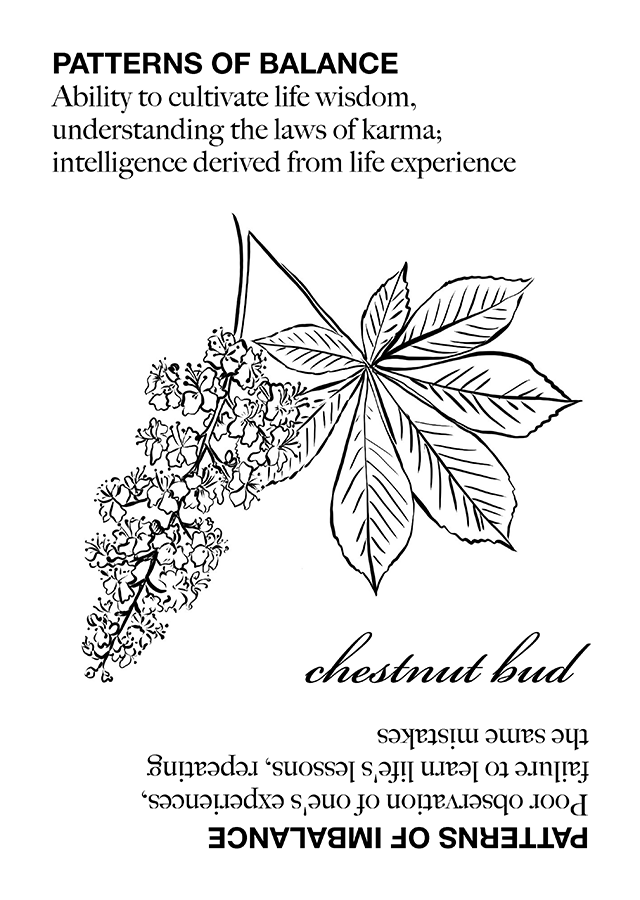 PATTERNS OF BALANCE
Ability to cultivate life wisdom,
understanding the laws of karma;
intelligence derived from life experience
chestnut bud
PATTERNS OF IMBALANCE
Poor observation of one's experiences,
failure to learn life's lessons, repeating
the same mistakes